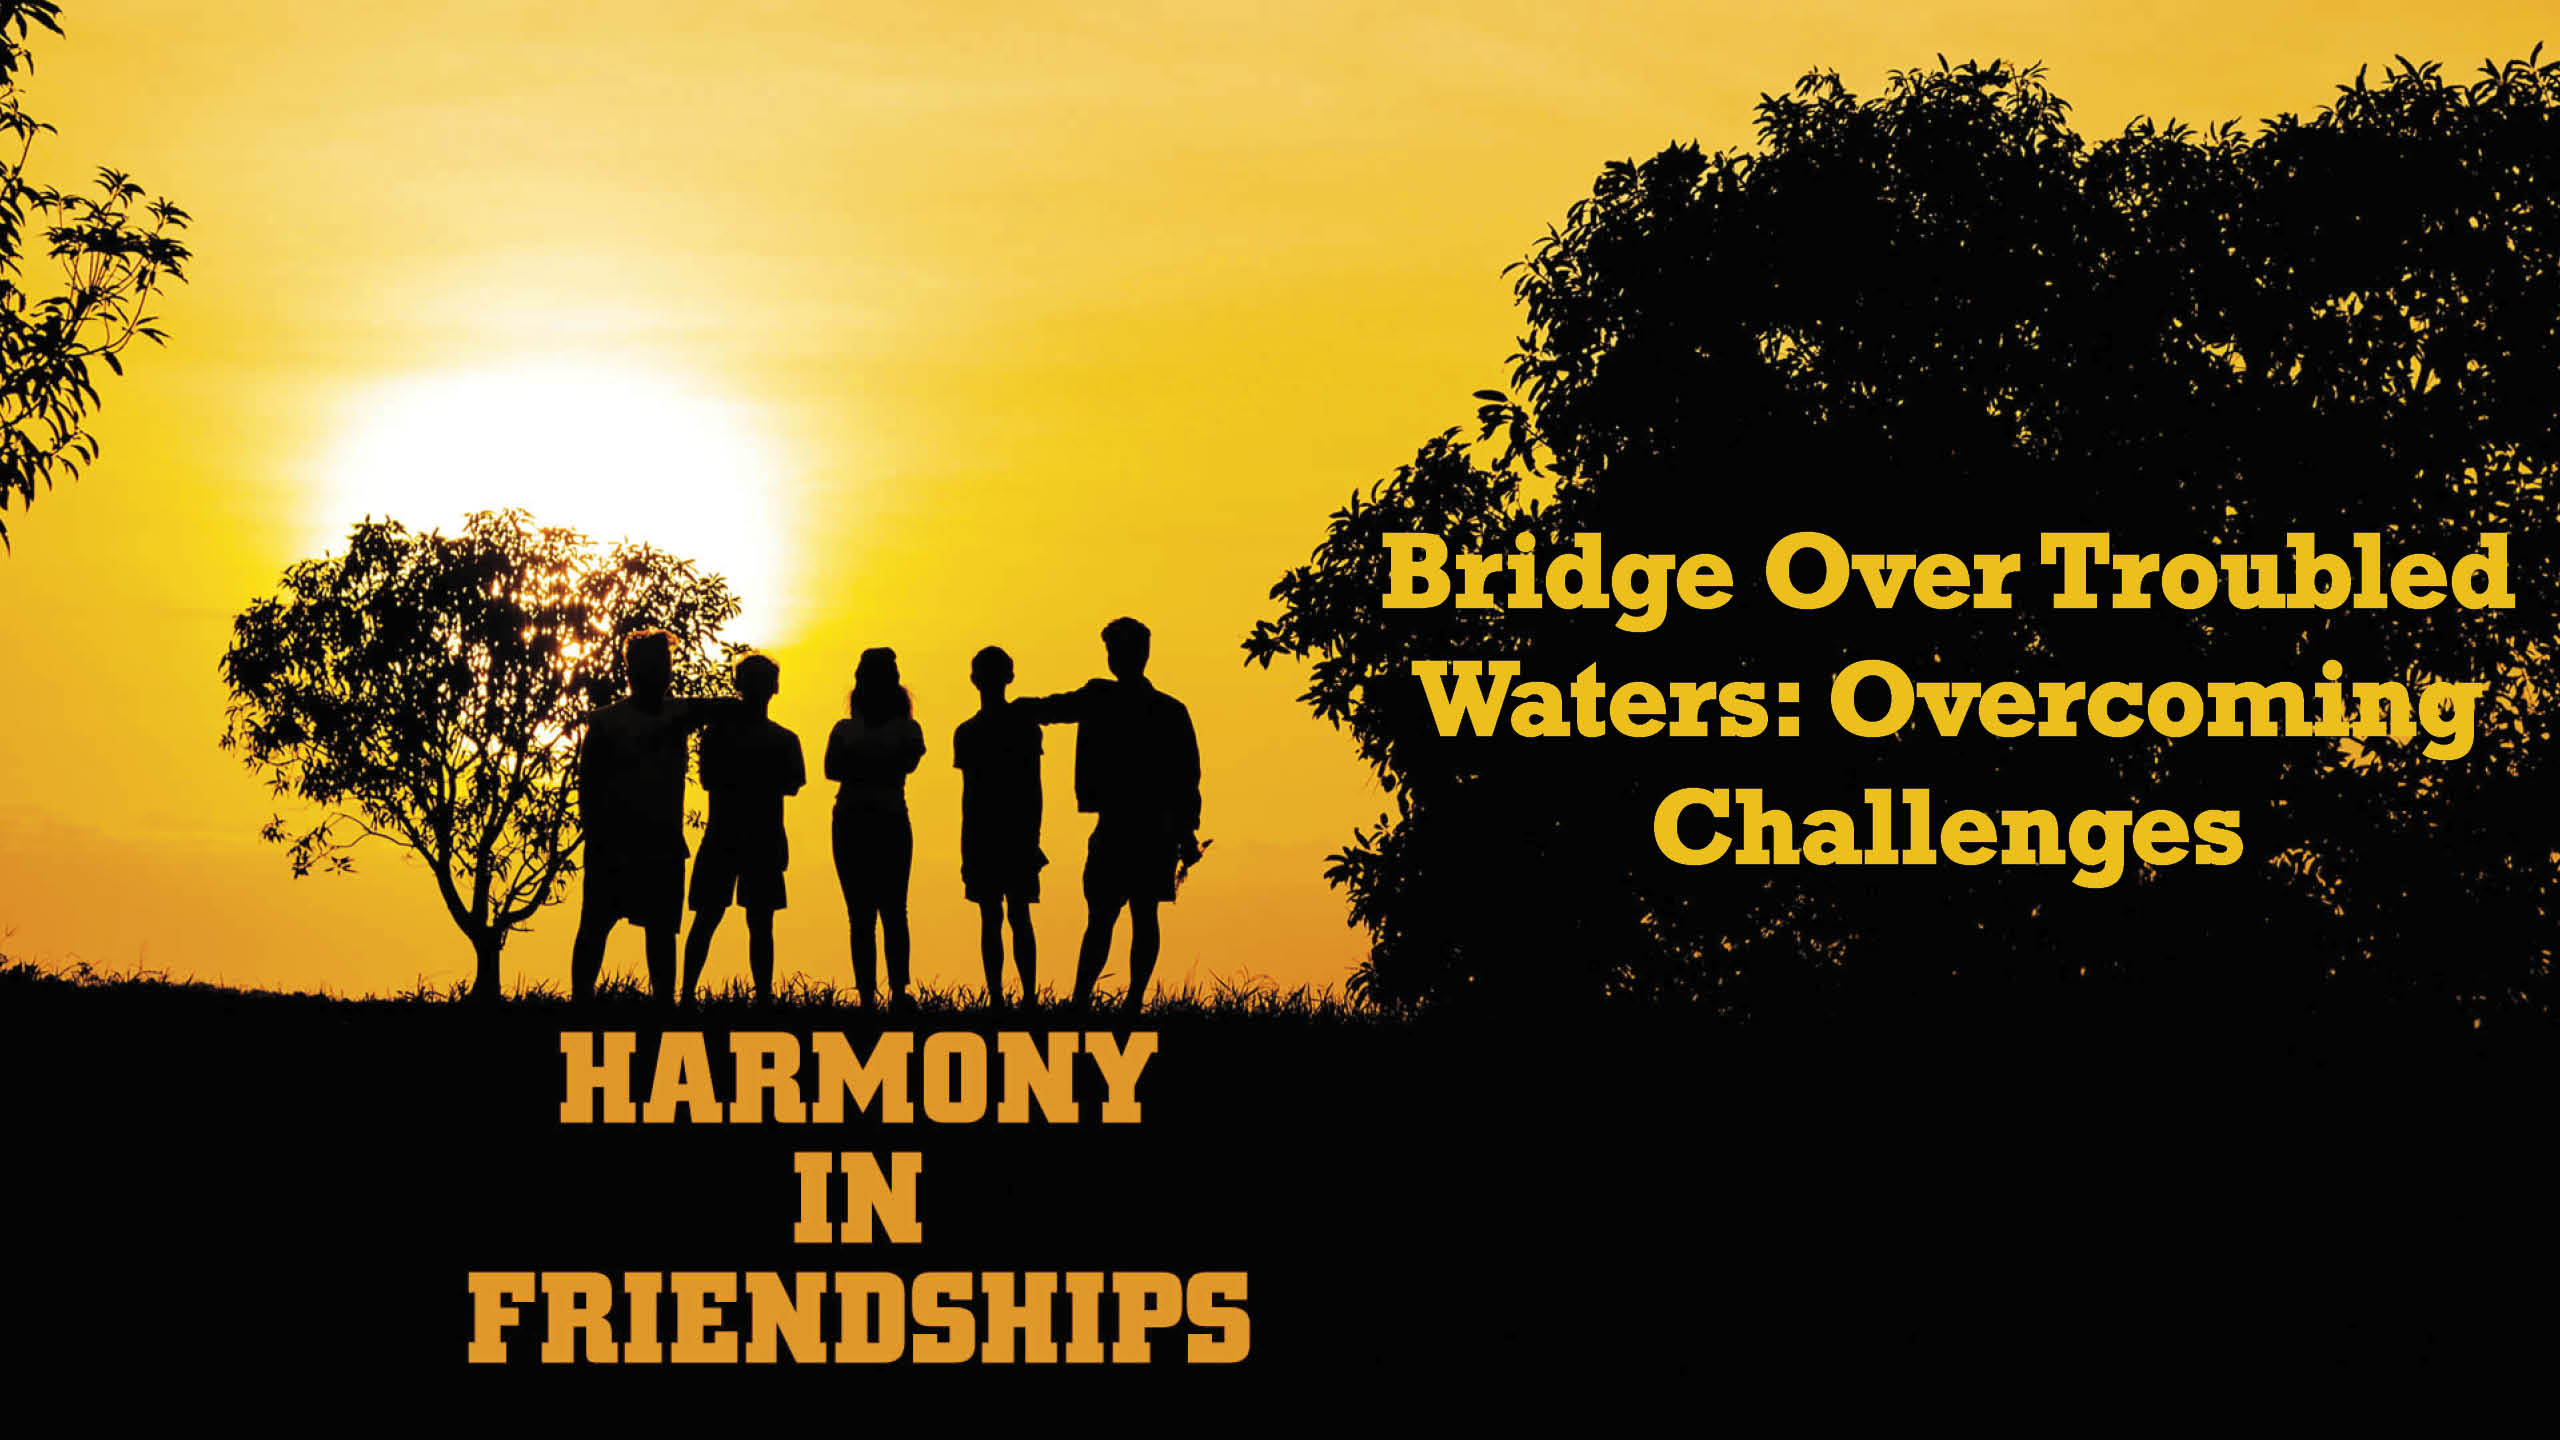 Bridge Over Troubled
Waters: Overcoming
Challenges
HARMONY
IN
FRIENDSHIPS